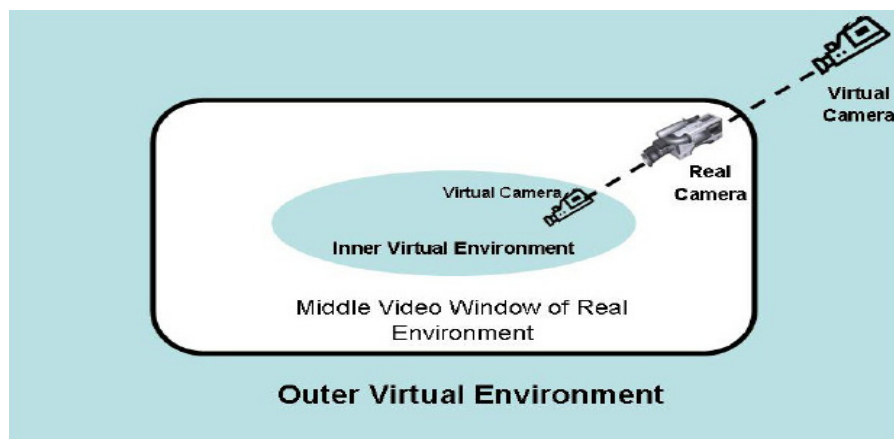 Virtual
Camera
Real
Camera
Virtual Camera
Inner Virtual Environment
Middle Video Window of Real
Environment
Outer Virtual Environment